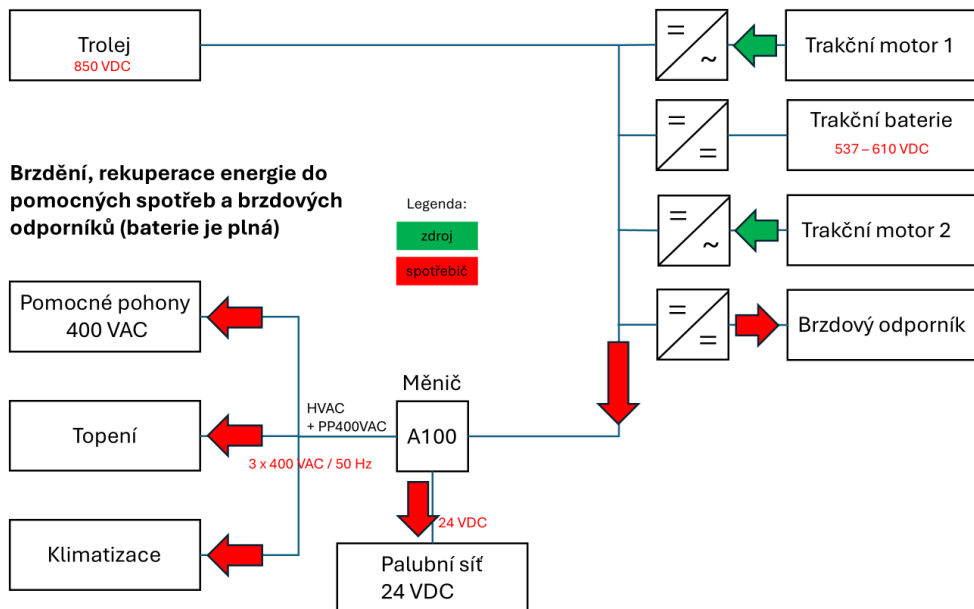 Trolej
850 VDC
=
~
Trakční motor 1
=
=
Trakční baterie
537 – 610 VDC
Brzdění, rekuperace energie do
pomocných spotřeb a brzdových
odporníků (baterie je plná)
Legenda:
zdroj
spotřebič
=
~
Trakční motor 2
=
=
Brzdový odporník
Pomocné pohony
400 VAC
Měnič
A100
HVAC
+ PP400VAC
Topení
3 x 400 VAC / 50 Hz
24 VDC
Klimatizace
Palubní síť
24 VDC